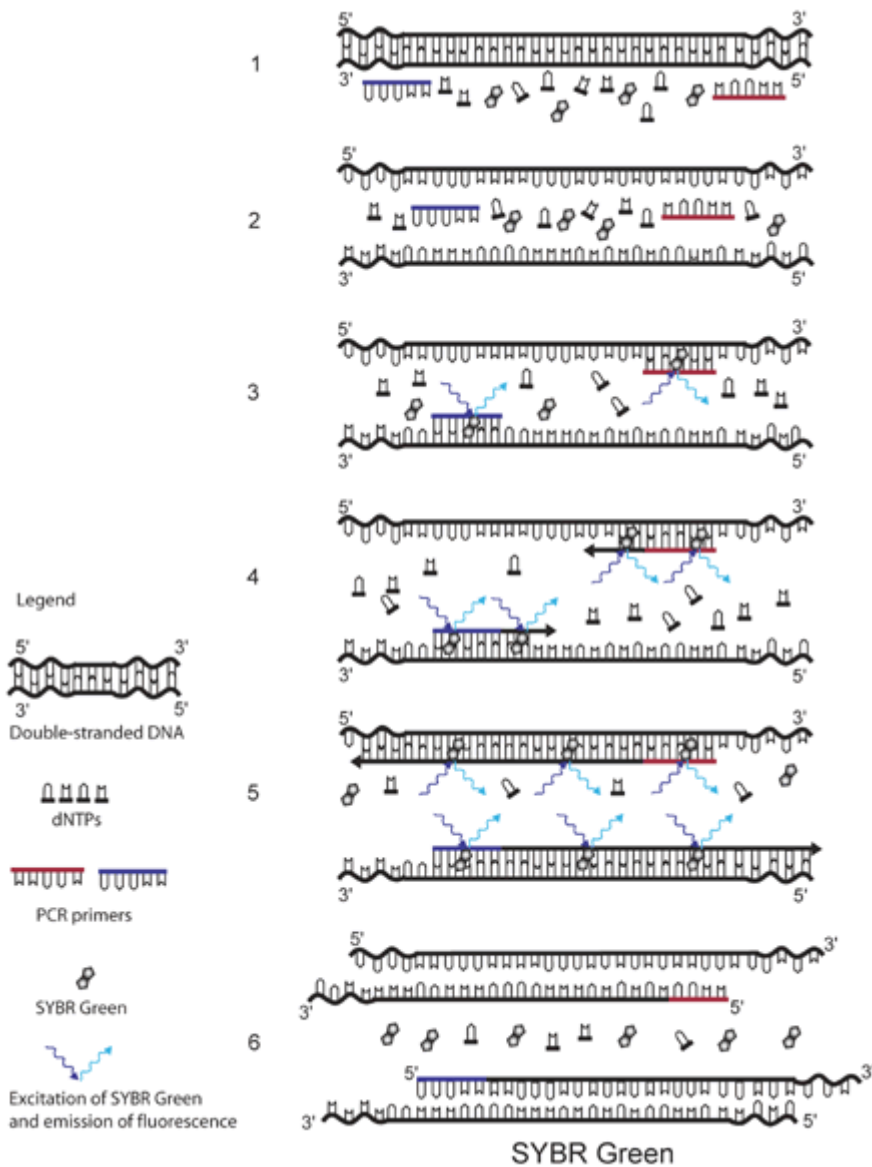 5' 3'
1
3' 5'
5' 3'
2
3' 5'
5' 3'
3
3' 5'
5' 3'
4
3' 5'
5' 3'
5
3' 5'
5' 3'
3' 5'
6
5' 3'
3' 5'
SYBR Green
Legend
5' 3'
3' 5'
Double-stranded DNA
dNTPs
PCR primers
SYBR Green
Excitation of SYBR Green
and emission of fluorescence